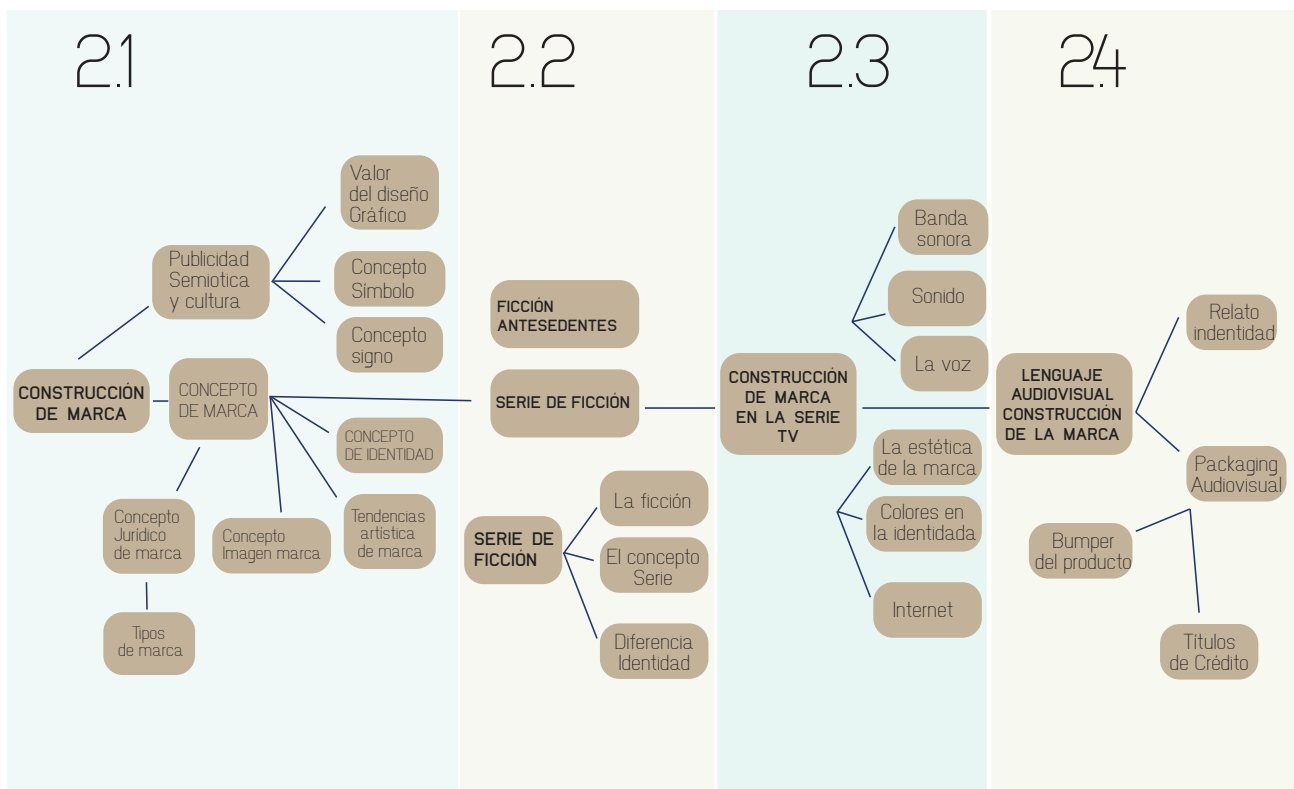 2.1
Valor
del diseño
Gráfico
Publicidad
Semiotica
y cultura
Concepto
Símbolo
Concepto
signo
CONSTRUCCIÓN
DE MARCA
CONCEPTO
DE MARCA
CONCEPTO
DE IDENTIDAD
Concepto
Jurídico
de marca
Concepto
Imagen marca
Tendencias
artística
de marca
Tipos
de marca
2.2
FICCIÓN
ANTESEDENTES
SERIE DE FICCIÓN
SERIE DE
FICCIÓN
La ficción
El concepto
Serie
Diferencia
Identidad
2.3
Banda
sonora
Sonido
La voz
CONSTRUCCIÓN
DE MARCA
EN LA SERIE
TV
La estética
de la marca
Colores en
la identidada
Internet
2.4
Relato
indentidad
LENGUAJE
AUDIOVISUAL
CONSTRUCCIÓN
DE LA MARCA
Packaging
Audiovisual
Bumper
del producto
Títulos
de Crédito